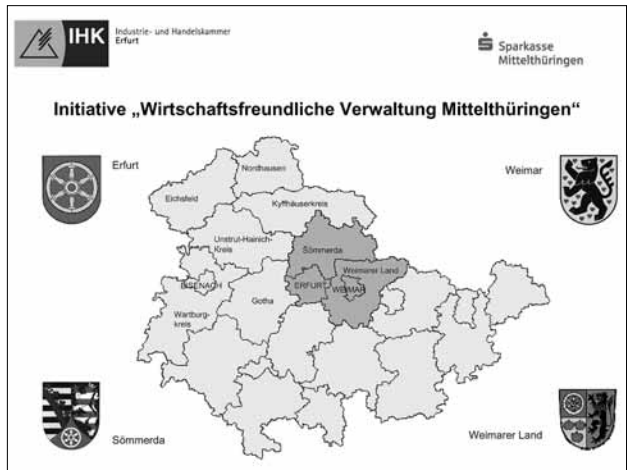 IHK Industrie- und Handelskammer
Erfurt
Sparkasse
Mittelthüringen
Initiative „Wirtschaftsfreundliche Verwaltung Mittelthüringen“
Erfurt
Weimar
Nordhausen
Eichsfeld
Kyffhäuserkreis
Unstrut-Hainich-
Kreis
Sömmerda
Weimarer Land
EISENACH
Gotha
ERFURT
WEIMAR
Wartburg-
kreis
Sömmerda
Weimarer Land